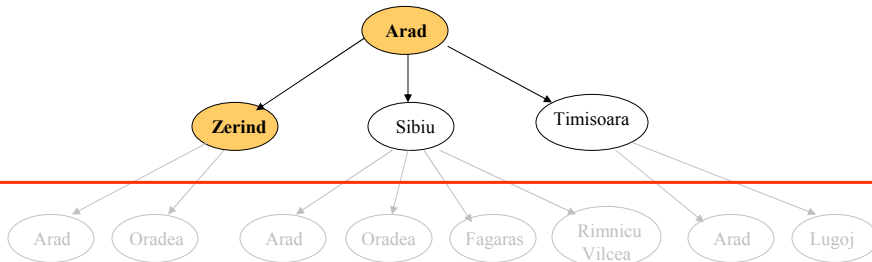 Arad
Zerind
Sibiu
Timisoara
Arad
Oradea
Arad
Oradea
Fagaras
Rimnicu
Vilcea
Arad
Lugoj